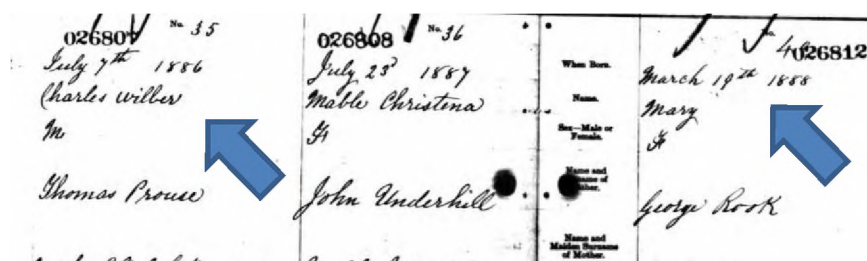 026807 No. 35
July 7th 1886
Charles Wilber
M
Thomas Prouse
026808 No. 36
July 23d 1887
Mable Christena
F
John Underhill
When Born.
Name.
Sex—Male or
Female.
Name and
Surname of
Father.
Name and
Maiden Surname
of Mother.
026812
March 19th 1888
Mary
F
George Rook